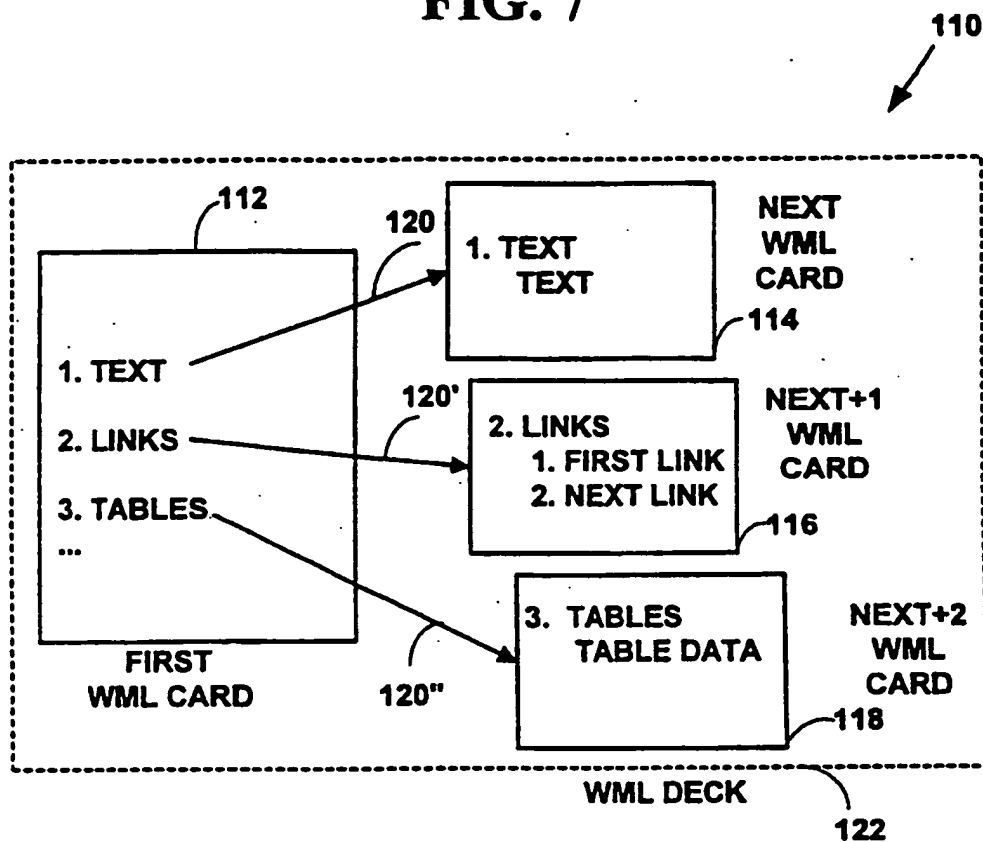 FIG. 7
110
112
120
1. TEXT
TEXT
NEXT
WML
CARD
114
1. TEXT
2. LINKS
3. TABLES
...
120'
2. LINKS
1. FIRST LINK
2. NEXT LINK
NEXT+1
WML
CARD
116
3. TABLES
TABLE DATA
NEXT+2
WML
CARD
118
FIRST
WML CARD
120"
WML DECK
122